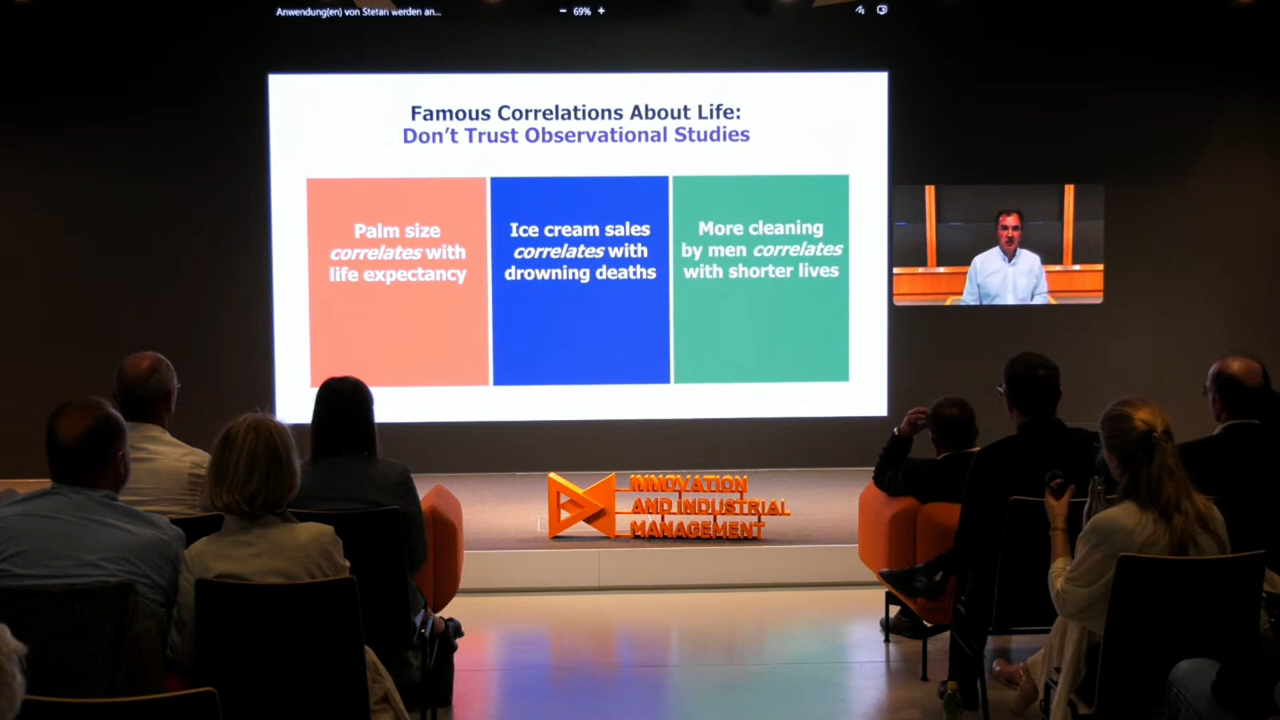 Anwendung(en) von Stefan werden an...
69%
Famous Correlations About Life:
Don't Trust Observational Studies
Palm size
correlates with
life expectancy
Ice cream sales
correlates with
drowning deaths
More cleaning
by men correlates
with shorter lives
INNOVATION
AND INDUSTRIAL
MANAGEMENT